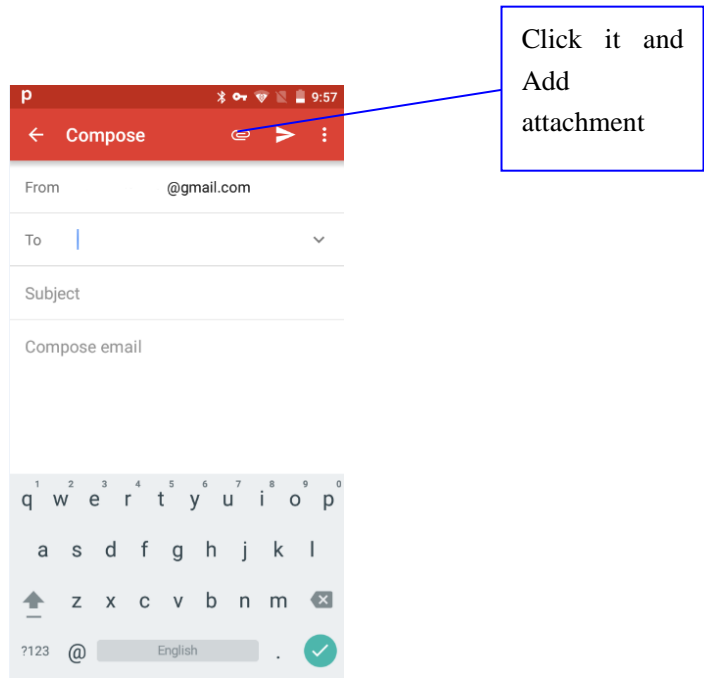 Click it and
Add
attachment
p 9:57
Compose
From @gmail.com
To
Subject
Compose email
1 2 3 4 5 6 7 8 9 0
q w e r t y u i o p
a s d f g h j k l
z x c v b n m
?123 @ English .